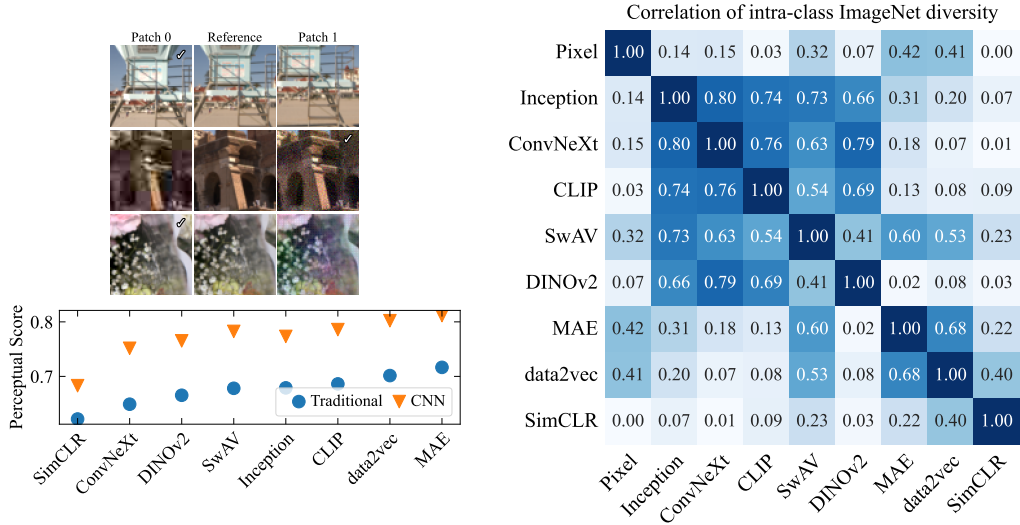 Patch 0 Reference Patch 1
Perceptual Score
0.8
0.7
Traditional CNN
SimCLR ConvNeXt DINOv2 SwAV Inception CLIP data2vec MAE
Correlation of intra-class ImageNet diversity
Pixel 1.00 0.14 0.15 0.03 0.32 0.07 0.42 0.41 0.00
Inception 0.14 1.00 0.80 0.74 0.73 0.66 0.31 0.20 0.07
ConvNeXt 0.15 0.80 1.00 0.76 0.63 0.79 0.18 0.07 0.01
CLIP 0.03 0.74 0.76 1.00 0.54 0.69 0.13 0.08 0.09
SwAV 0.32 0.73 0.63 0.54 1.00 0.41 0.60 0.53 0.23
DINOv2 0.07 0.66 0.79 0.69 0.41 1.00 0.02 0.08 0.03
MAE 0.42 0.31 0.18 0.13 0.60 0.02 1.00 0.68 0.22
data2vec 0.41 0.20 0.07 0.08 0.53 0.08 0.68 1.00 0.40
SimCLR 0.00 0.07 0.01 0.09 0.23 0.03 0.22 0.40 1.00
Pixel Inception ConvNeXt CLIP SwAV DINOv2 MAE data2vec SimCLR